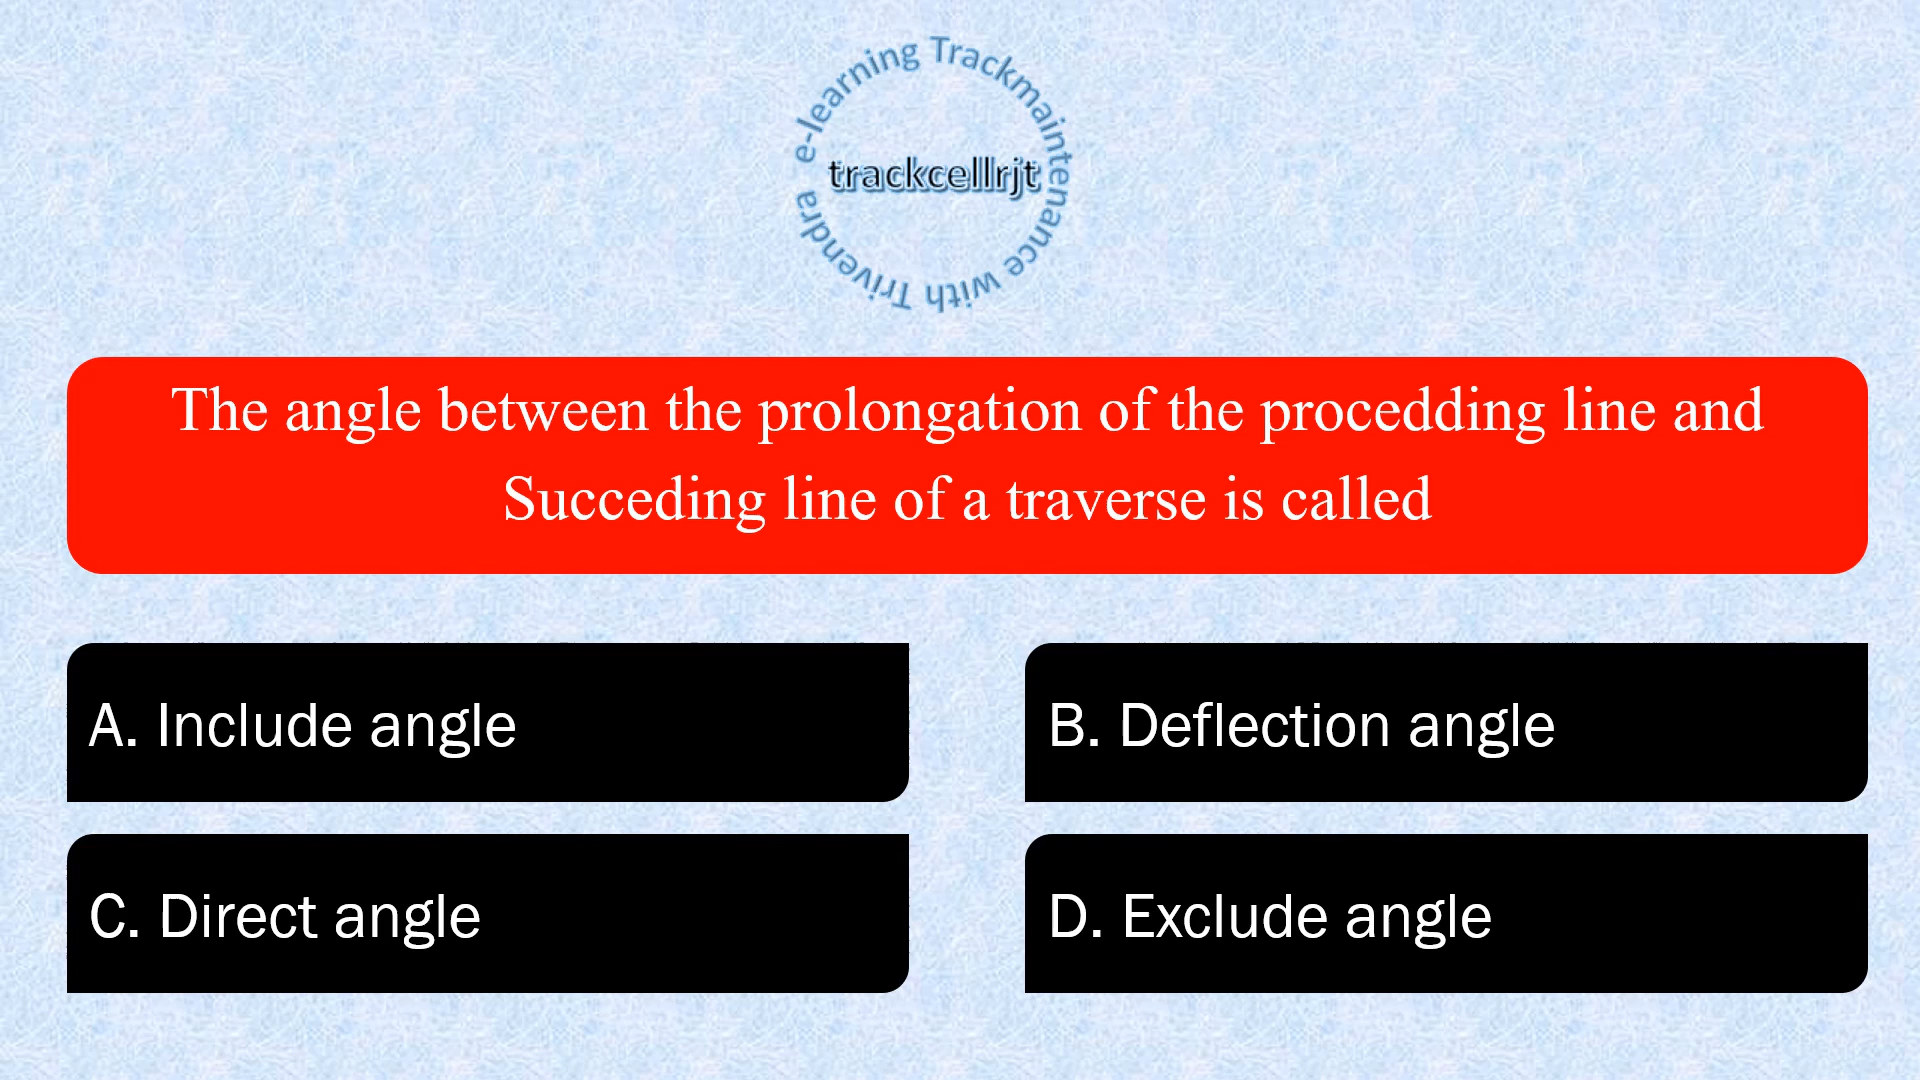 e-learning Trackmaintenance with Trivendra
trackcellrjt
The angle between the prolongation of the procedding line and
Succeding line of a traverse is called
A. Include angle
B. Deflection angle
C. Direct angle
D. Exclude angle